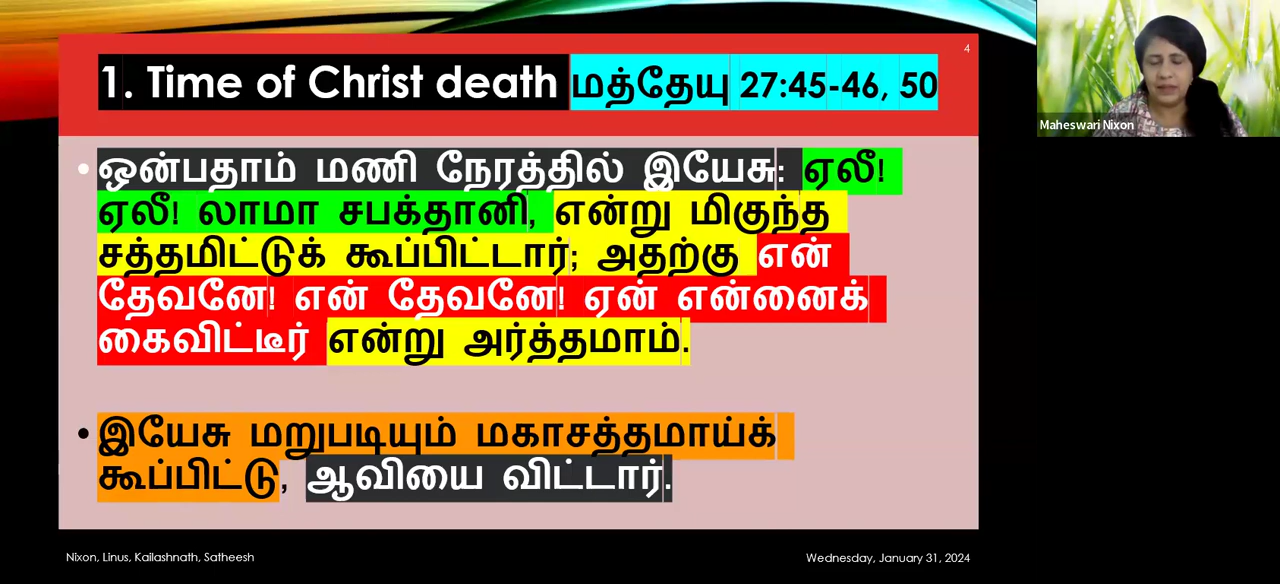 4
1. Time of Christ death மத்தேயு 27:45-46, 50
• ஒன்பதாம் மணி நேரத்தில் இயேசு: ஏலீ!
ஏலீ! லாமா சபக்தானி, என்று மிகுந்த
சத்தமிட்டுக் கூப்பிட்டார்; அதற்கு என்
தேவனே! என் தேவனே! ஏன் என்னைக்
கைவிட்டீர் என்று அர்த்தமாம்.
• இயேசு மறுபடியும் மகாசத்தமாய்க்
கூப்பிட்டு, ஆவியை விட்டார்.
Nixon, Linus, Kailashnath, Satheesh
Wednesday, January 31, 2024
Maheswari Nixon